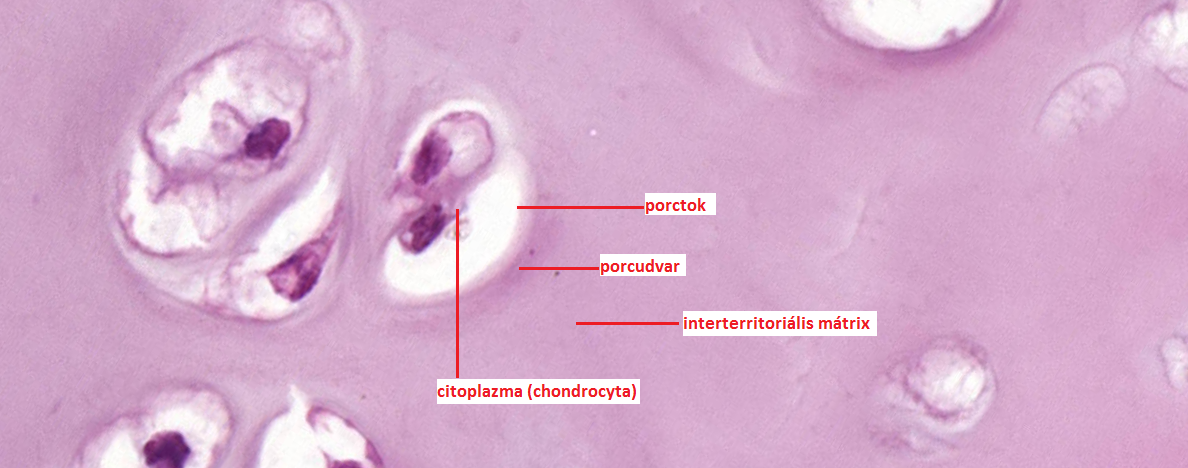 porctok
porcudvar
interterritoriális mátrix
citoplazma (chondrocyta)